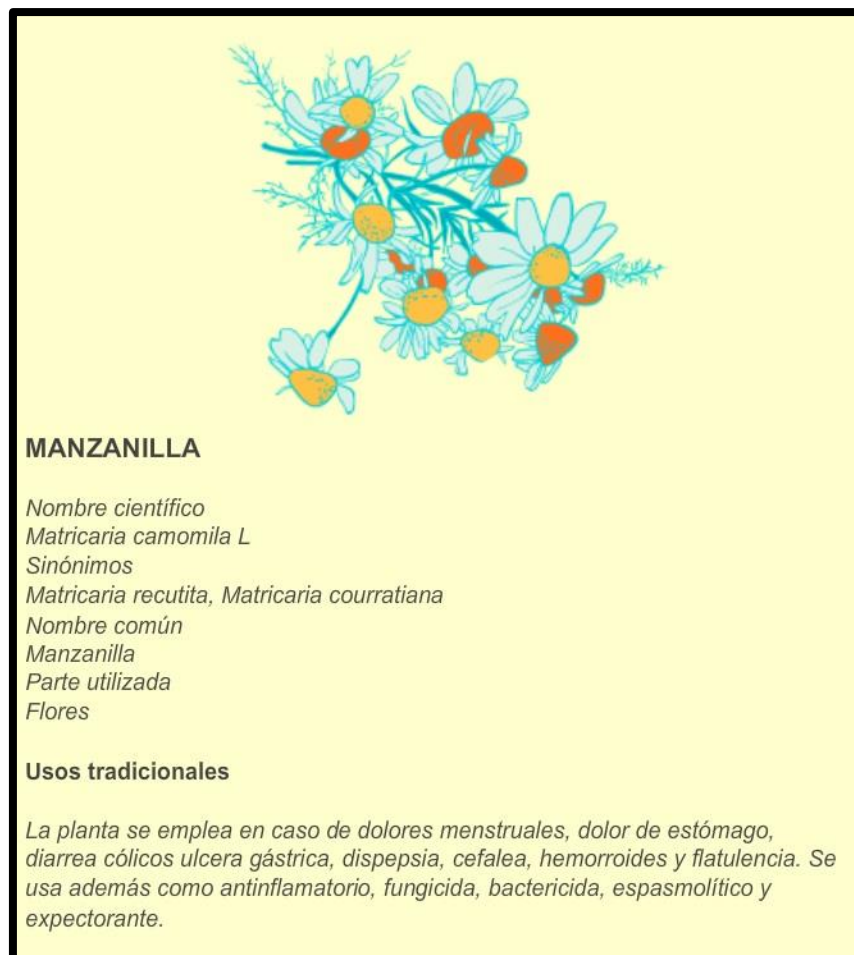 MANZANILLA
Nombre científico
Matricaria camomila L
Sinónimos
Matricaria recutita, Matricaria courratiana
Nombre común
Manzanilla
Parte utilizada
Flores
Usos tradicionales
La planta se emplea en caso de dolores menstruales, dolor de estómago,
diarrea cólicos ulcera gástrica, dispepsia, cefalea, hemorroides y flatulencia. Se
usa además como antinflamatorio, fungicida, bactericida, espasmolítico y
expectorante.